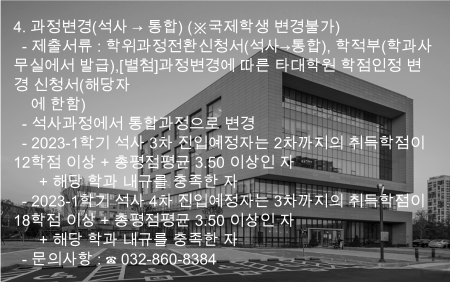 4. 과정변경(석사 → 통합) (※국제학생 변경불가)
- 제출서류 : 학위과정전환신청서(석사→통합), 학적부(학과사
무실에서 발급),[별첨]과정변경에 따른 타대학원 학점인정 변
경 신청서(해당자
에 한함)
- 석사과정에서 통합과정으로 변경
- 2023-1학기 석사 3차 진입예정자는 2차까지의 취득학점이
12학점 이상 + 총평점평균 3.50 이상인 자
+ 해당 학과 내규를 충족한 자
- 2023-1학기 석사 4차 진입예정자는 3차까지의 취득학점이
18학점 이상 + 총평점평균 3.50 이상인 자
+ 해당 학과 내규를 충족한 자
- 문의사항 : ☎ 032-860-8384